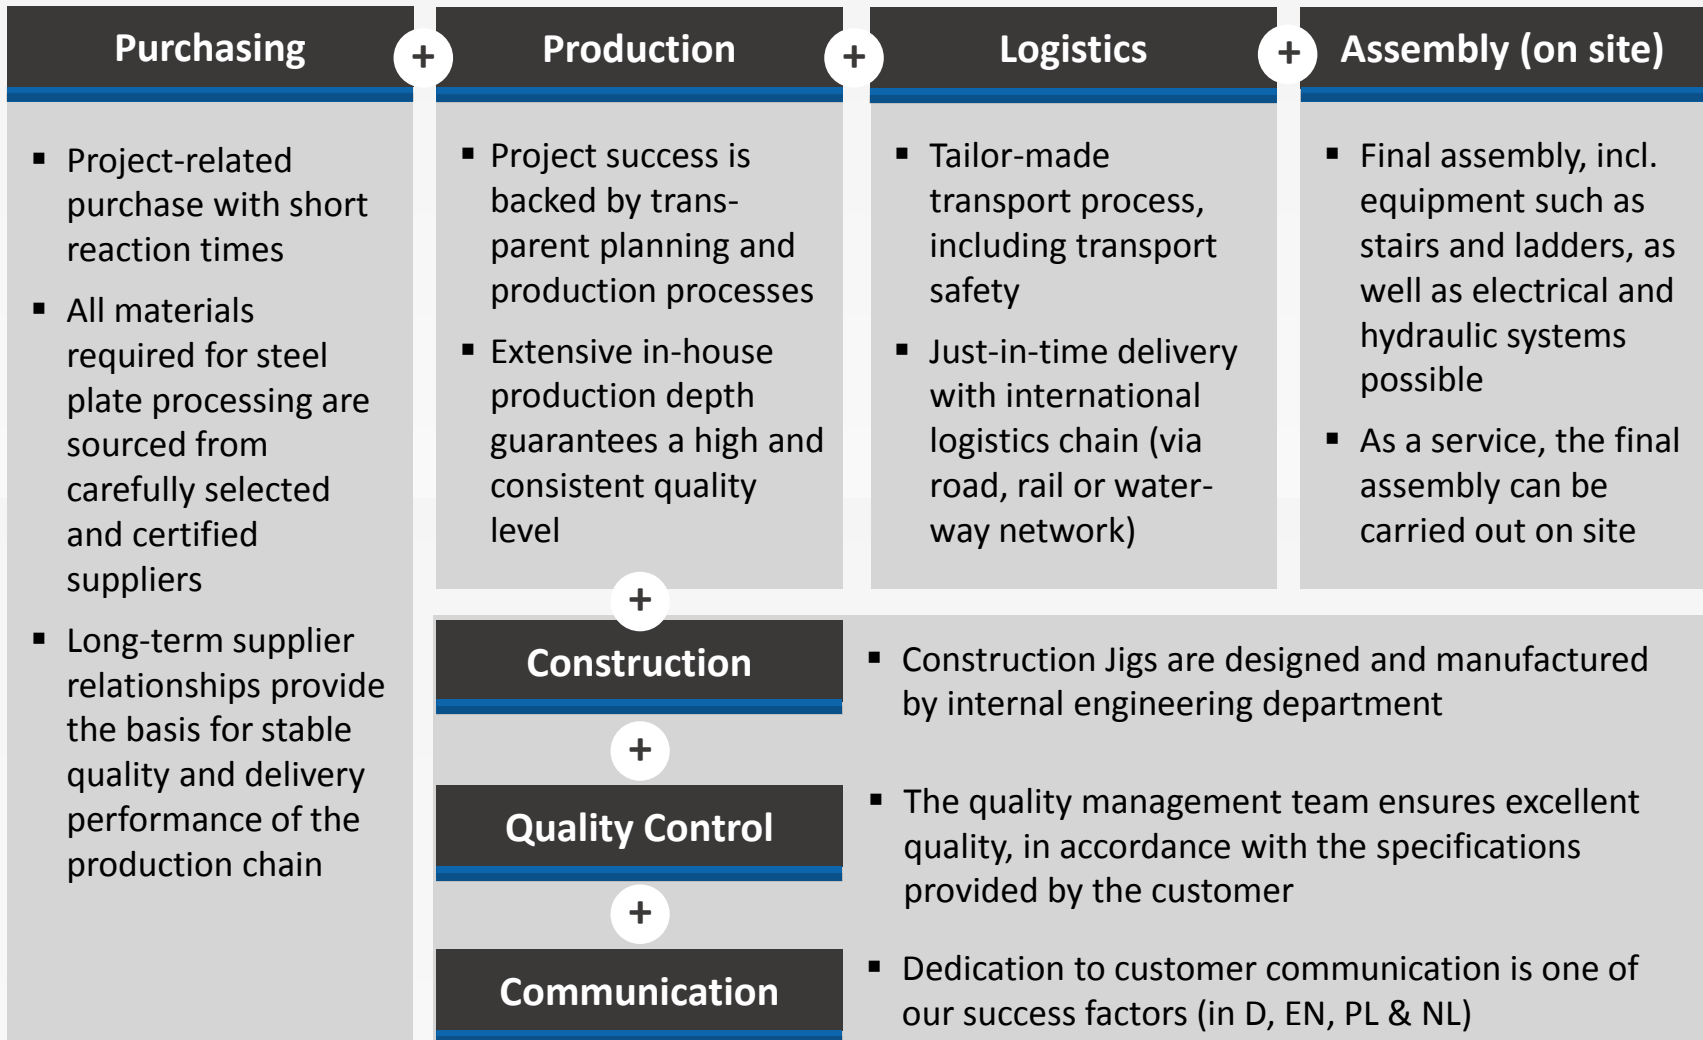 Purchasing
+
Production
+
Logistics
+
Assembly (on site)
▪ Project-related
purchase with short
reaction times
▪ All materials
required for steel
plate processing are
sourced from
carefully selected
and certified
suppliers
▪ Long-term supplier
relationships provide
the basis for stable
quality and delivery
performance of the
production chain
▪ Project success is
backed by trans-
parent planning and
production processes
▪ Extensive in-house
production depth
guarantees a high and
consistent quality
level
▪ Tailor-made
transport process,
including transport
safety
▪ Just-in-time delivery
with international
logistics chain (via
road, rail or water-
way network)
▪ Final assembly, incl.
equipment such as
stairs and ladders, as
well as electrical and
hydraulic systems
possible
▪ As a service, the final
assembly can be
carried out on site
+
Construction
▪ Construction Jigs are designed and manufactured
by internal engineering department
+
Quality Control
▪ The quality management team ensures excellent
quality, in accordance with the specifications
provided by the customer
+
Communication
▪ Dedication to customer communication is one of
our success factors (in D, EN, PL & NL)